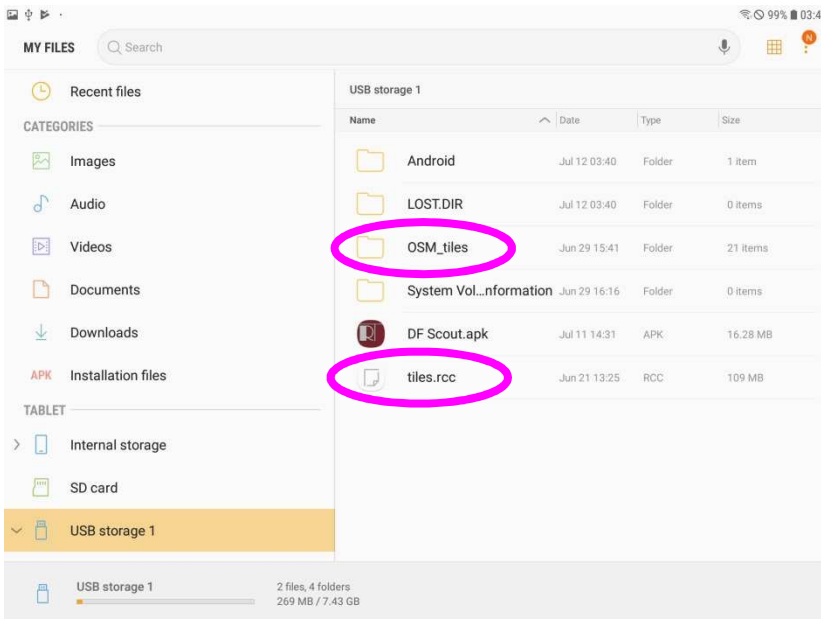 99% 03:4
MY FILES Search N
Recent files
CATEGORIES
Images
Audio
Videos
Documents
Downloads
APK Installation files
TABLET
Internal storage
SD card
USB storage 1
USB storage 1
Name Date Type Size
Android Jul 12 03:40 Folder 1 item
LOST.DIR Jul 12 03:40 Folder 0 items
OSM_tiles Jun 29 15:41 Folder 21 items
System Vol...nformation Jun 29 16:16 Folder 0 items
DF Scout.apk Jul 11 14:31 APK 16.28 MB
tiles.rcc Jun 21 13:25 RCC 109 MB
USB storage 1 2 files, 4 folders
269 MB / 7.43 GB